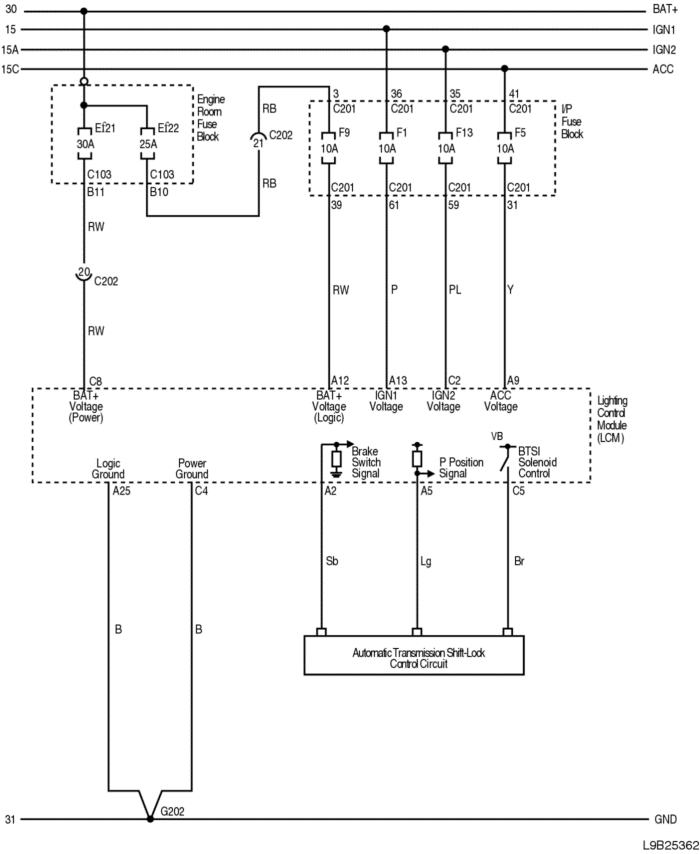 30 BAT+
15 IGN1
15A IGN2
15C ACC
Engine
Room
Fuse
Block
3 36 35 41
RB C201 C201 C201 C201
I/P
Fuse
Block
21 C202
F9 F1 F13 F5
10A 10A 10A 10A
30A 25A
C103 C103
B11 B10
RB
C201 C201 C201 C201
39 61 59 31
RW
20 C202
RW P PL Y
RW
C8 A12 A13 C2 A9
BAT+
Voltage
(Power)
BAT+
Voltage
(Logic)
IGN1
Voltage
IGN2
Voltage
ACC
Voltage
Lighting
Control
Module
(LCM)
Brake
Switch
Signal
P Position
Signal
VB
BTSI
Solenoid
Control
Logic
Ground
Power
Ground
A25 C4 A2 A5 C5
Sb Lg Br
B B
Automatic Transmission Shift-Lock
Control Circuit
G202
31 GND
L9B25362